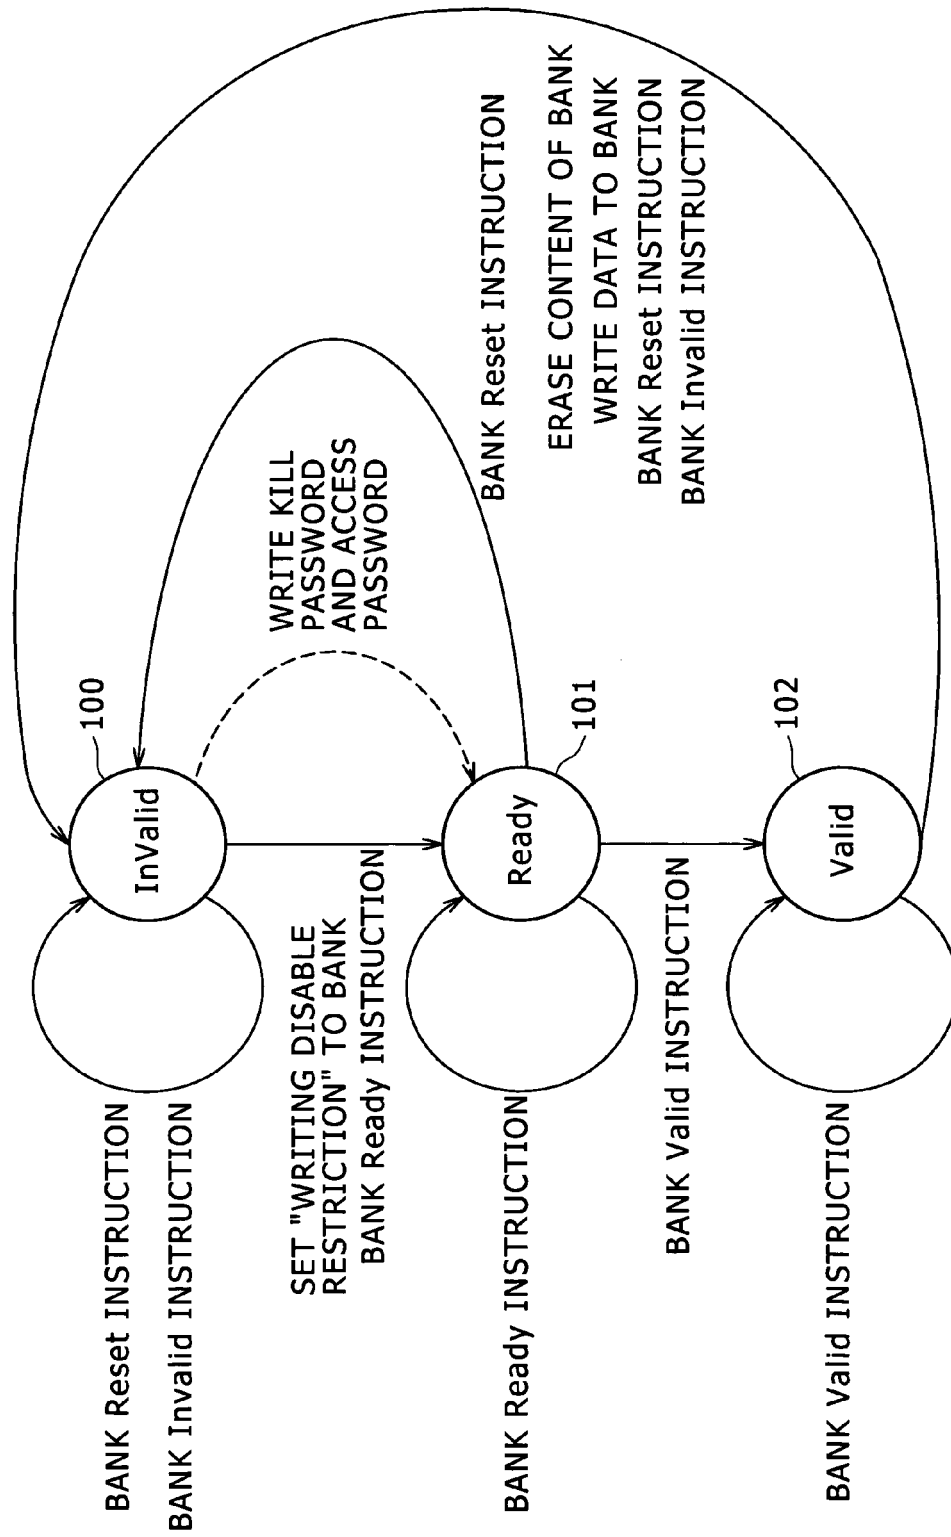 BANK Reset INSTRUCTION
BANK Invalid INSTRUCTION
InValid
100
SET "WRITING DISABLE
RESTRICTION" TO BANK
BANK Ready INSTRUCTION
WRITE KILL
PASSWORD
AND ACCESS
PASSWORD
BANK Ready INSTRUCTION
Ready
101
BANK Reset INSTRUCTION
ERASE CONTENT OF BANK
WRITE DATA TO BANK
BANK Reset INSTRUCTION
BANK Invalid INSTRUCTION
BANK Valid INSTRUCTION
BANK Valid INSTRUCTION
Valid
102